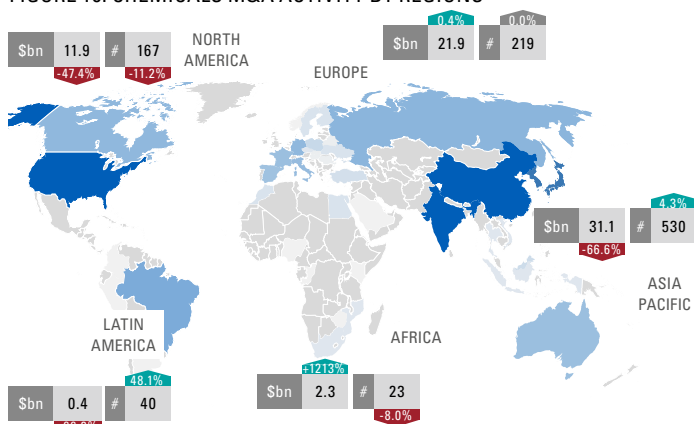 0.4% 0.0%
$bn 11.9 # 167
-47.4% -11.2%
NORTH
AMERICA
$bn 21.9 # 219
EUROPE
4.3%
$bn 31.1 # 530
-66.6%
ASIA
PACIFIC
LATIN
AMERICA
AFRICA
48.1%
$bn 0.4 # 40
+1213%
$bn 2.3 # 23
-8.0%